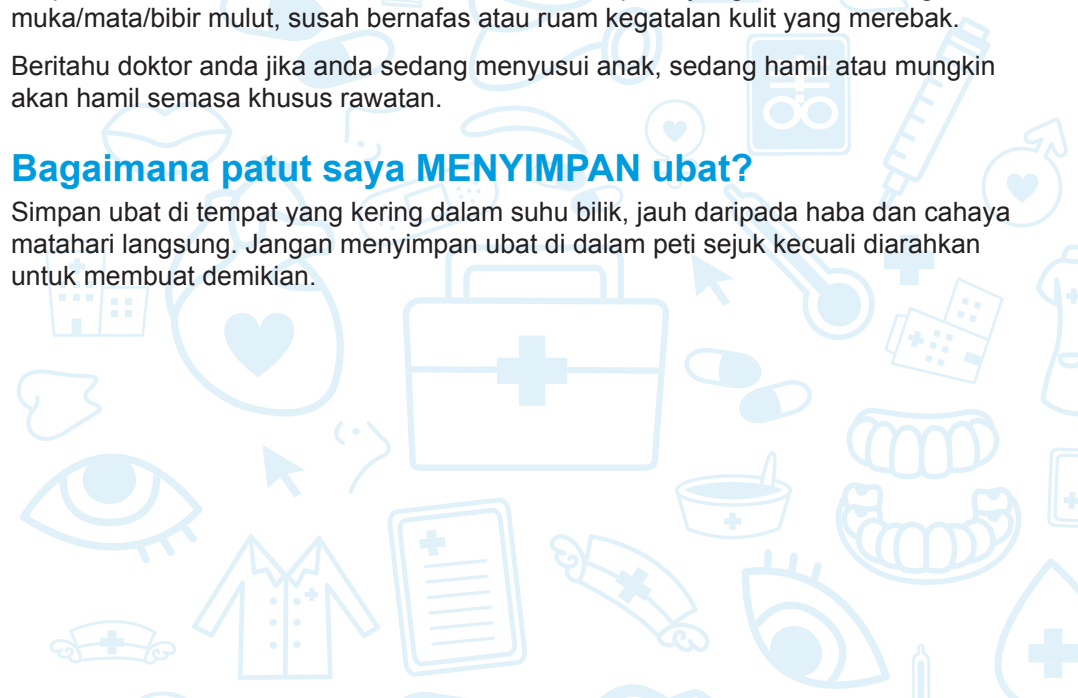 muka/mata/bibir mulut, susah bernafas atau ruam kegatalan kulit yang merebak.
Beritahu doktor anda jika anda sedang menyusui anak, sedang hamil atau mungkin
akan hamil semasa khusus rawatan.
Bagaimana patut saya MENYIMPAN ubat?
Simpan ubat di tempat yang kering dalam suhu bilik, jauh daripada haba dan cahaya
matahari langsung. Jangan menyimpan ubat di dalam peti sejuk kecuali diarahkan
untuk membuat demikian.